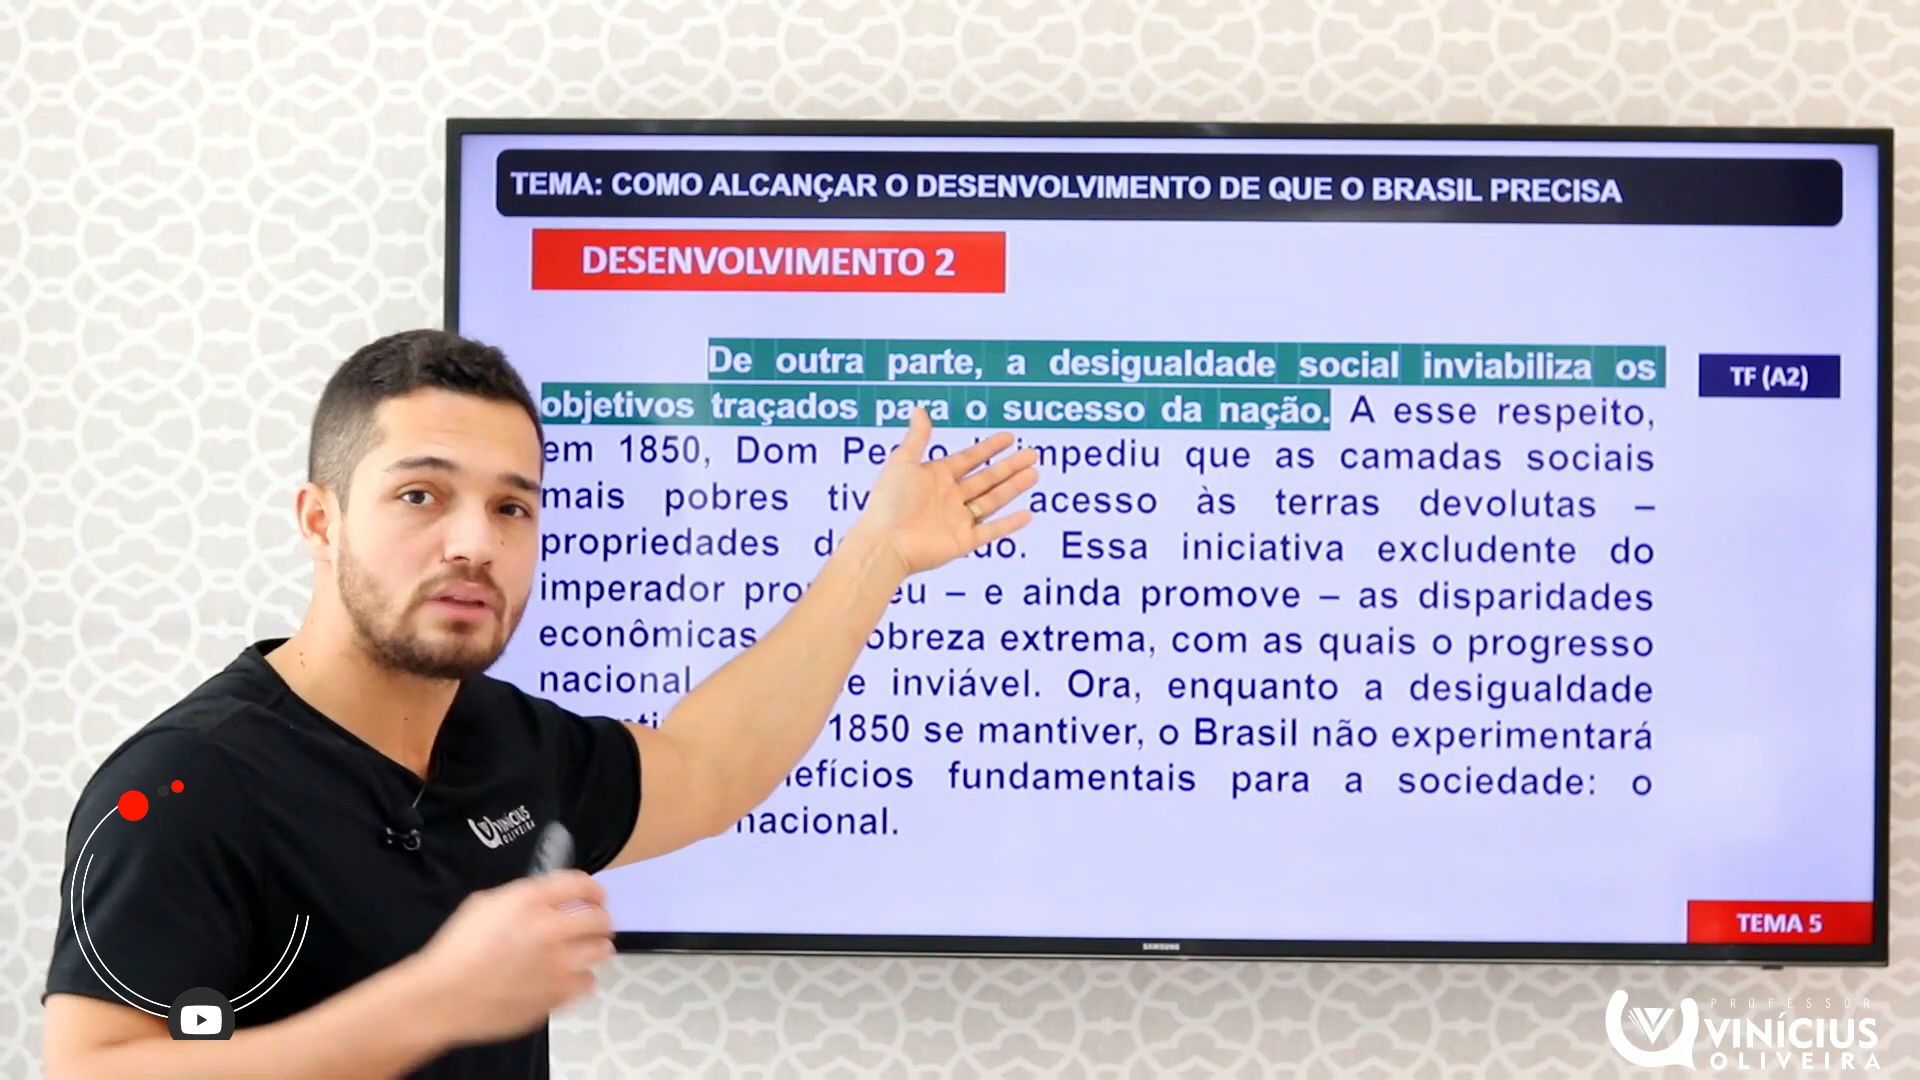 TEMA: COMO ALCANÇAR O DESENVOLVIMENTO DE QUE O BRASIL PRECISA
DESENVOLVIMENTO 2
De outra parte, a desigualdade social inviabiliza os
TF (A2)
objetivos traçados para o sucesso da nação. A esse respeito,
em 1850, Dom impediu que as camadas sociais
mais pobres acesso às terras devolutas –
propriedades Essa iniciativa excludente do
imperador – e ainda promove – as disparidades
econômicas extrema, com as quais o progresso
nacional inviável. Ora, enquanto a desigualdade
1850 se mantiver, o Brasil não experimentará
fundamentais para a sociedade: o
nacional.
SAMSUNG
TEMA 5
VINÍCIUS
OLIVEIRA
PROFESSOR
VINÍCIUS
OLIVEIRA